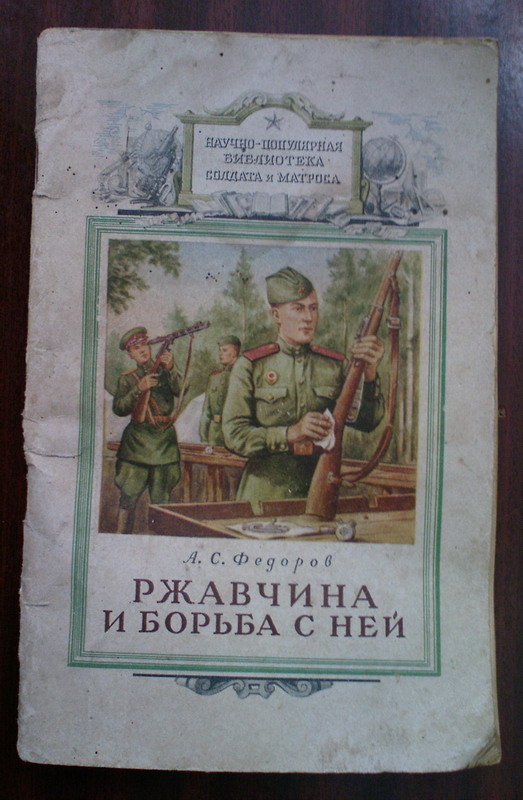 НАУЧНО-ПОПУЛЯРНАЯ
БИБЛИОТЕКА
СОЛДАТА и МАТРОСА
А. С. Федоров
РЖАВЧИНА
И БОРЬБА С НЕЙ